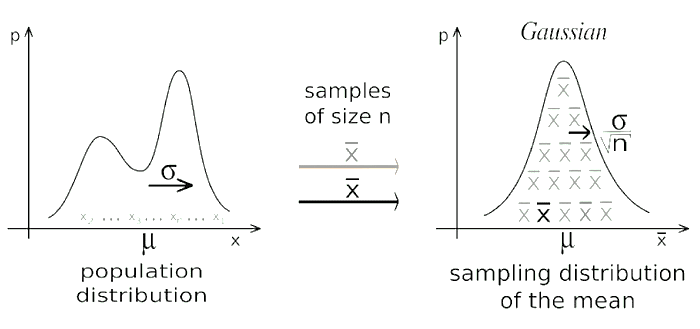 p
σ
x, ... x. ... x, ... x,
μ
x
population
distribution
samples
of size n
x̄
x̄
p
Gaussian
x̄
x̄ x̄
σ
√n
x̄ x̄ x̄
x̄ x̄ x̄ x̄
x̄ x̄ x̄ x̄ x̄
μ
x̄
sampling distribution
of the mean